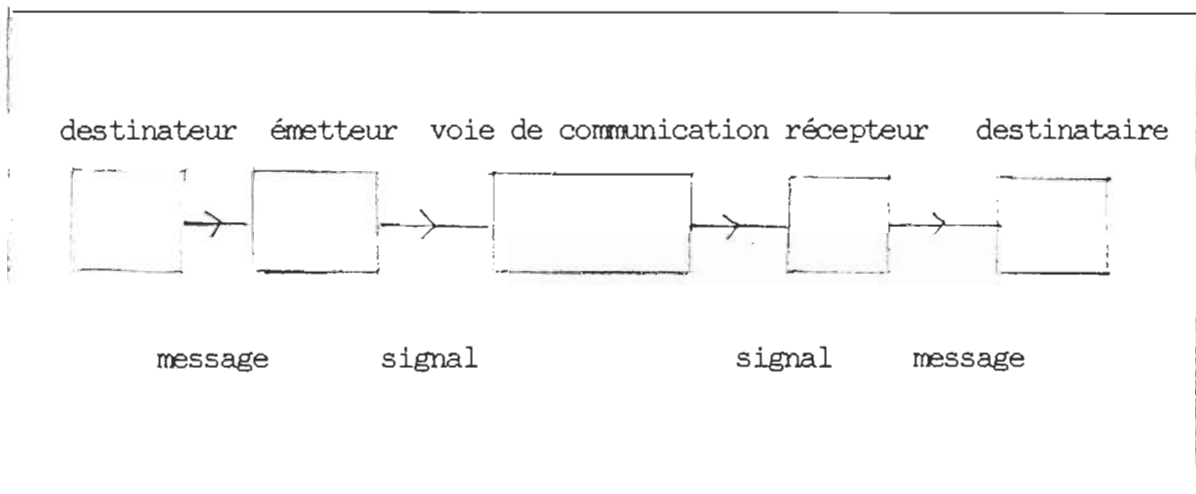 destinateur émetteur voie de communication récepteur destinataire
message signal signal message